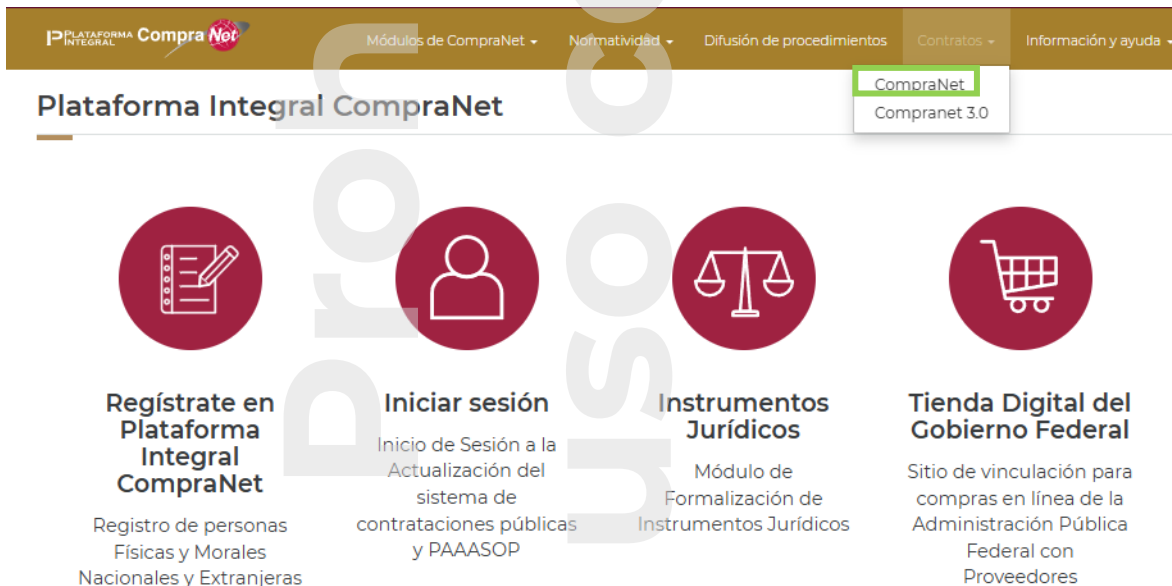 PLATAFORMA INTEGRAL CompraNet
Módulos de CompraNet
Normatividad
Difusión de procedimientos
Contratos
Información y ayuda
CompraNet
Compranet 3.0
Plataforma Integral CompraNet
Regístrate en
Plataforma
Integral
CompraNet
Registro de personas
Físicas y Morales
Nacionales y Extranjeras
Iniciar sesión
Inicio de Sesión a la
Actualización del
sistema de
contrataciones públicas
y PAAASOP
Instrumentos
Jurídicos
Módulo de
Formalización de
Instrumentos Jurídicos
Tienda Digital del
Gobierno Federal
Sitio de vinculación para
compras en línea de la
Administración Pública
Federal con
Proveedores
uso